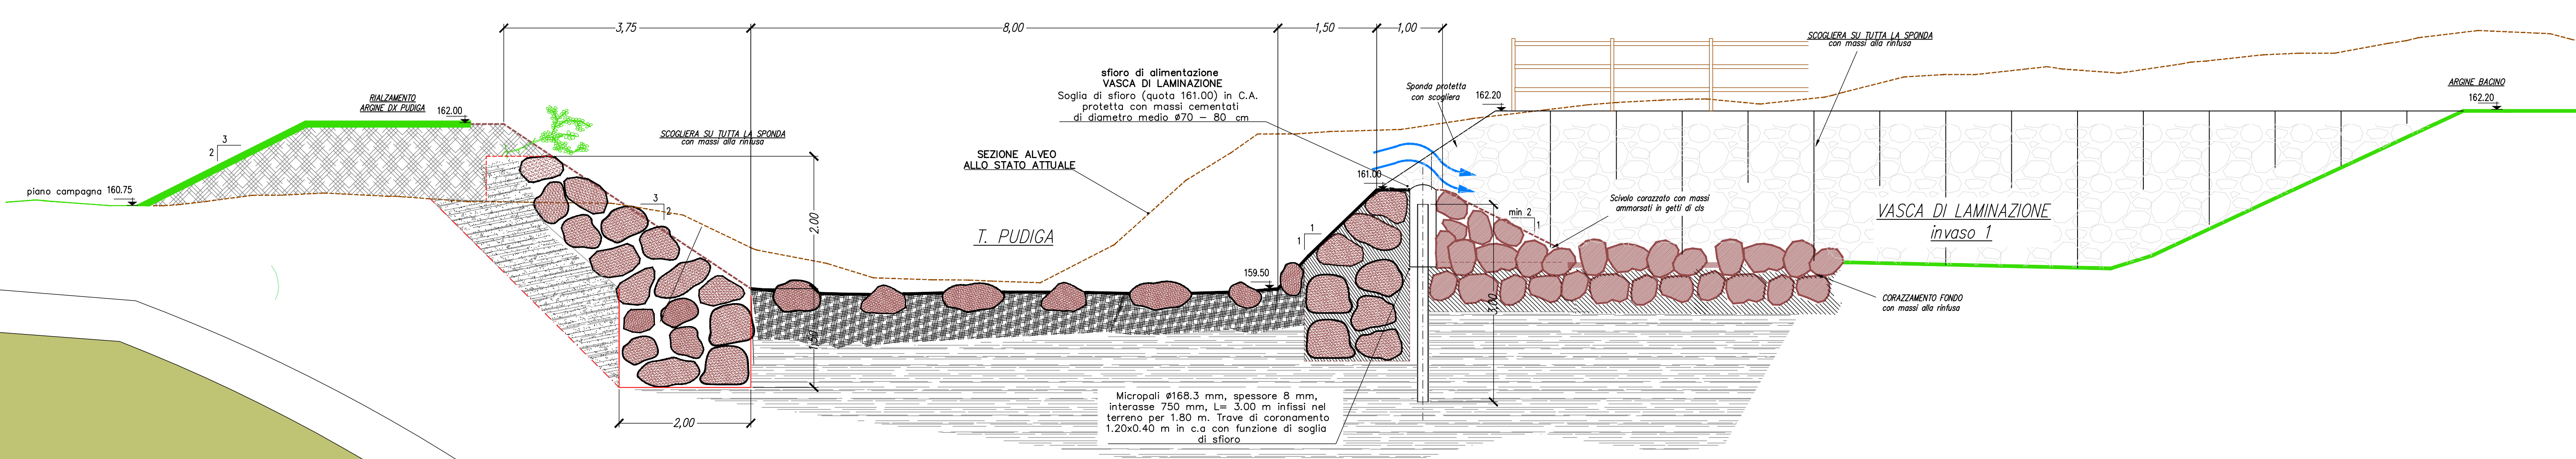 3,75
8,00
1,50
1,00
RIALZAMENTO
ARGINE DX PUDIGA
162.00
3
2
piano campagna 160.75
SCOGLIERA SU TUTTA LA SPONDA
con massi alla rinfusa
3
2
2.00
1,50
2,00
SEZIONE ALVEO
ALLO STATO ATTUALE
T. PUDIGA
sfioro di alimentazione
VASCA DI LAMINAZIONE
Soglia di sfioro (quota 161.00) in C.A.
protetta con massi cementati
di diametro medio ø70 – 80 cm
159.50
1
1
161.00
Micropali ø168.3 mm, spessore 8 mm,
interasse 750 mm, L= 3.00 m infissi nel
terreno per 1.80 m. Trave di coronamento
1.20x0.40 m in c.a con funzione di soglia
di sfioro
Sponda protetta
con scogliera
162.20
3,00
min 2
1
Scivolo corazzato con massi
ammorsati in getti di cls
SCOGLIERA SU TUTTA LA SPONDA
con massi alla rinfusa
VASCA DI LAMINAZIONE
invaso 1
CORAZZAMENTO FONDO
con massi alla rinfusa
ARGINE BACINO
162.20